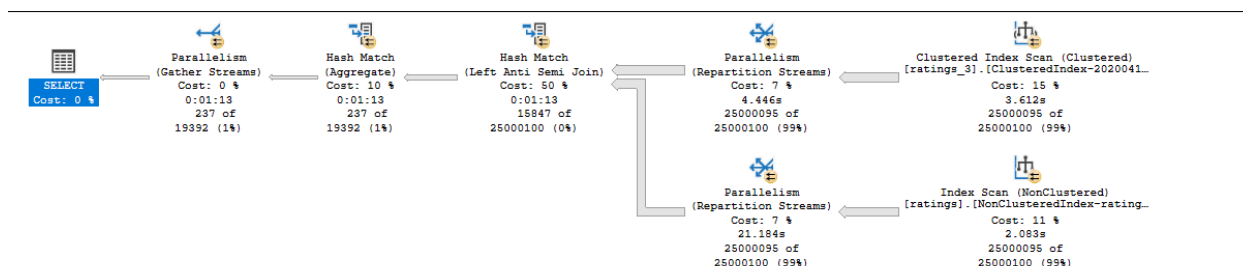 SELECT
Cost: 0 %
Parallelism
(Gather Streams)
Cost: 0 %
0:01:13
237 of
19392 (1%)
Hash Match
(Aggregate)
Cost: 10 %
0:01:13
237 of
19392 (1%)
Hash Match
(Left Anti Semi Join)
Cost: 50 %
0:01:13
15847 of
25000100 (0%)
Parallelism
(Repartition Streams)
Cost: 7 %
4.446s
25000095 of
25000100 (99%)
Clustered Index Scan (Clustered)
[ratings_3].[ClusteredIndex-2020041…
Cost: 15 %
3.612s
25000095 of
25000100 (99%)
Parallelism
(Repartition Streams)
Cost: 7 %
21.184s
25000095 of
25000100 (99%)
Index Scan (NonClustered)
[ratings].[NonClusteredIndex-rating…
Cost: 11 %
2.083s
25000095 of
25000100 (99%)